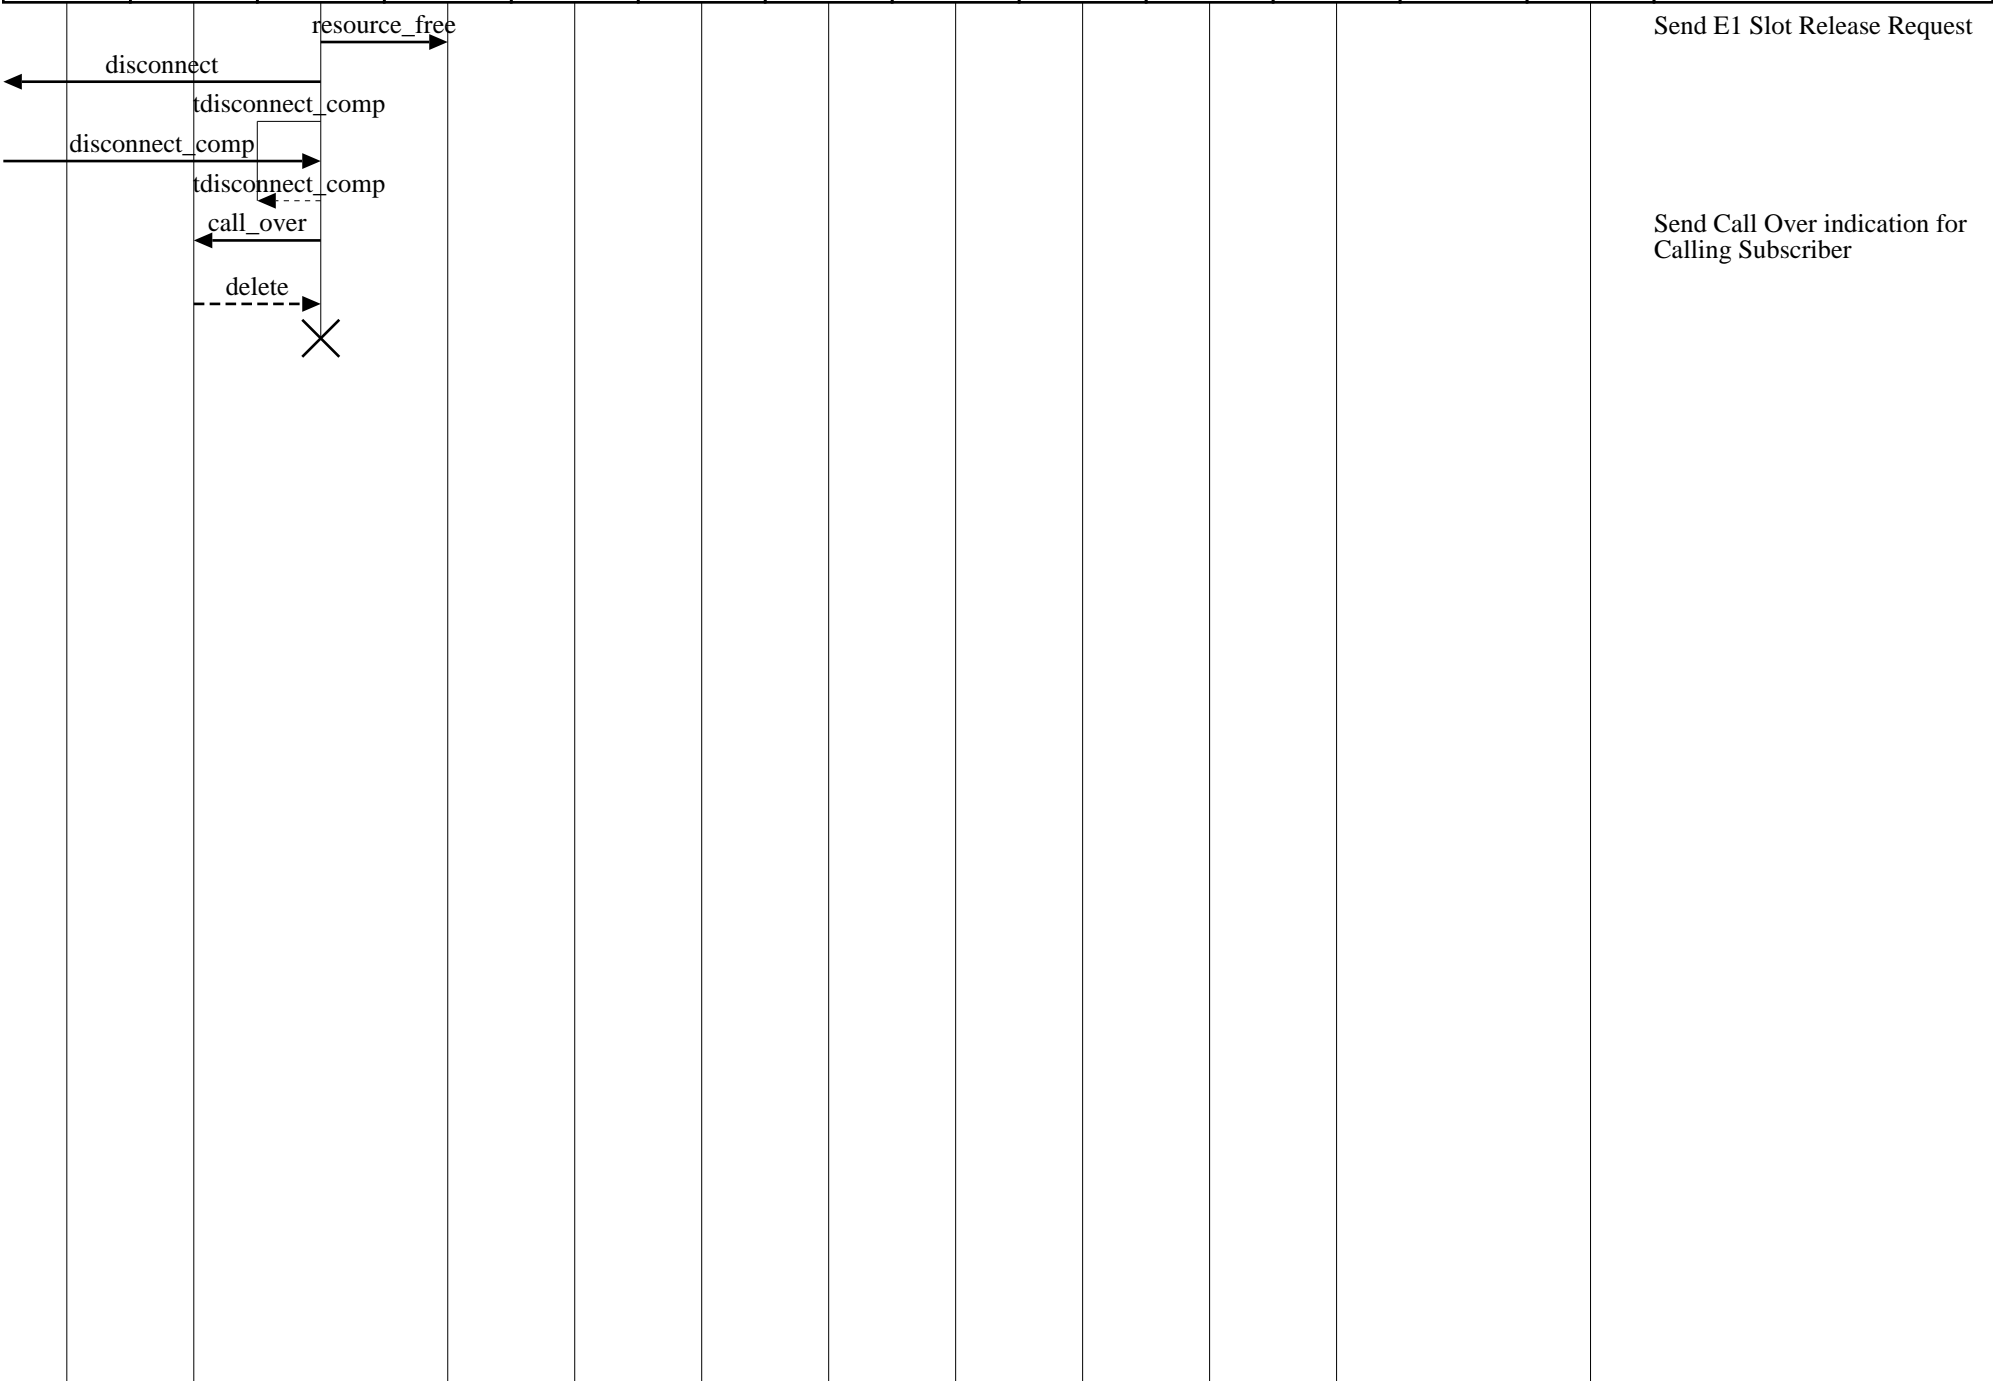 resource_free
Send E1 Slot Release Request
disconnect
tdisconnect_comp
disconnect_comp
tdisconnect_comp
call_over
Send Call Over indication for
Calling Subscriber
delete